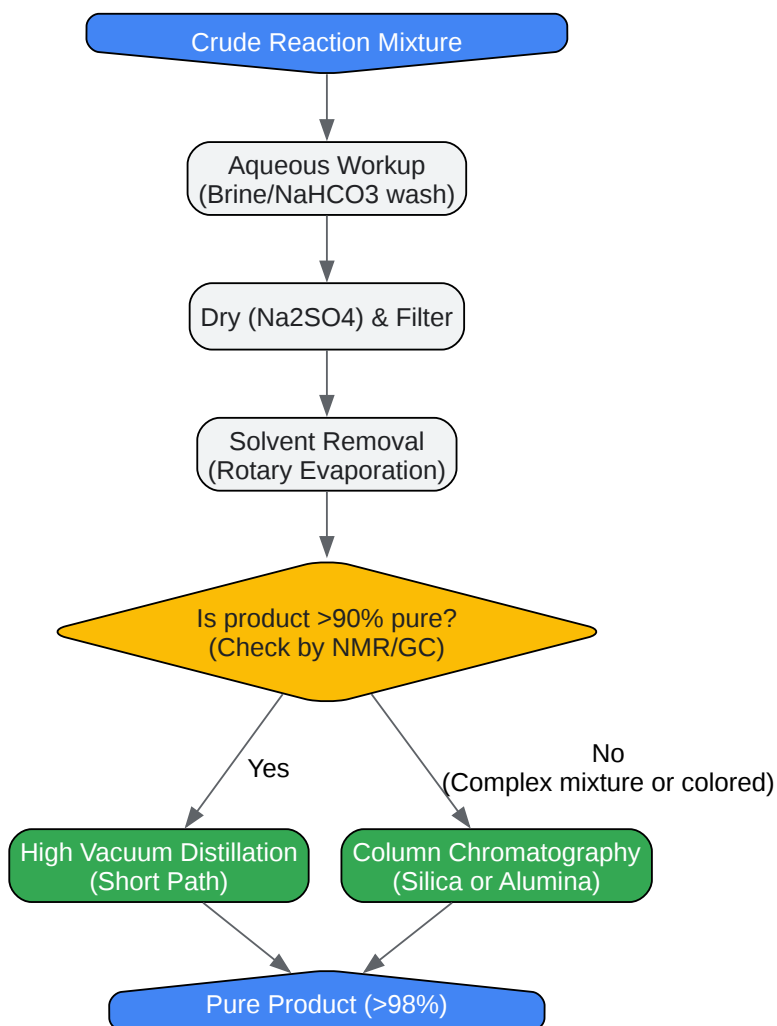 Crude Reaction Mixture
Aqueous Workup
(Brine/NaHCO3 wash)
Dry (Na2SO4) & Filter
Solvent Removal
(Rotary Evaporation)
Is product >90% pure?
(Check by NMR/GC)
Yes
No
(Complex mixture or colored)
High Vacuum Distillation
(Short Path)
Column Chromatography
(Silica or Alumina)
Pure Product (>98%)